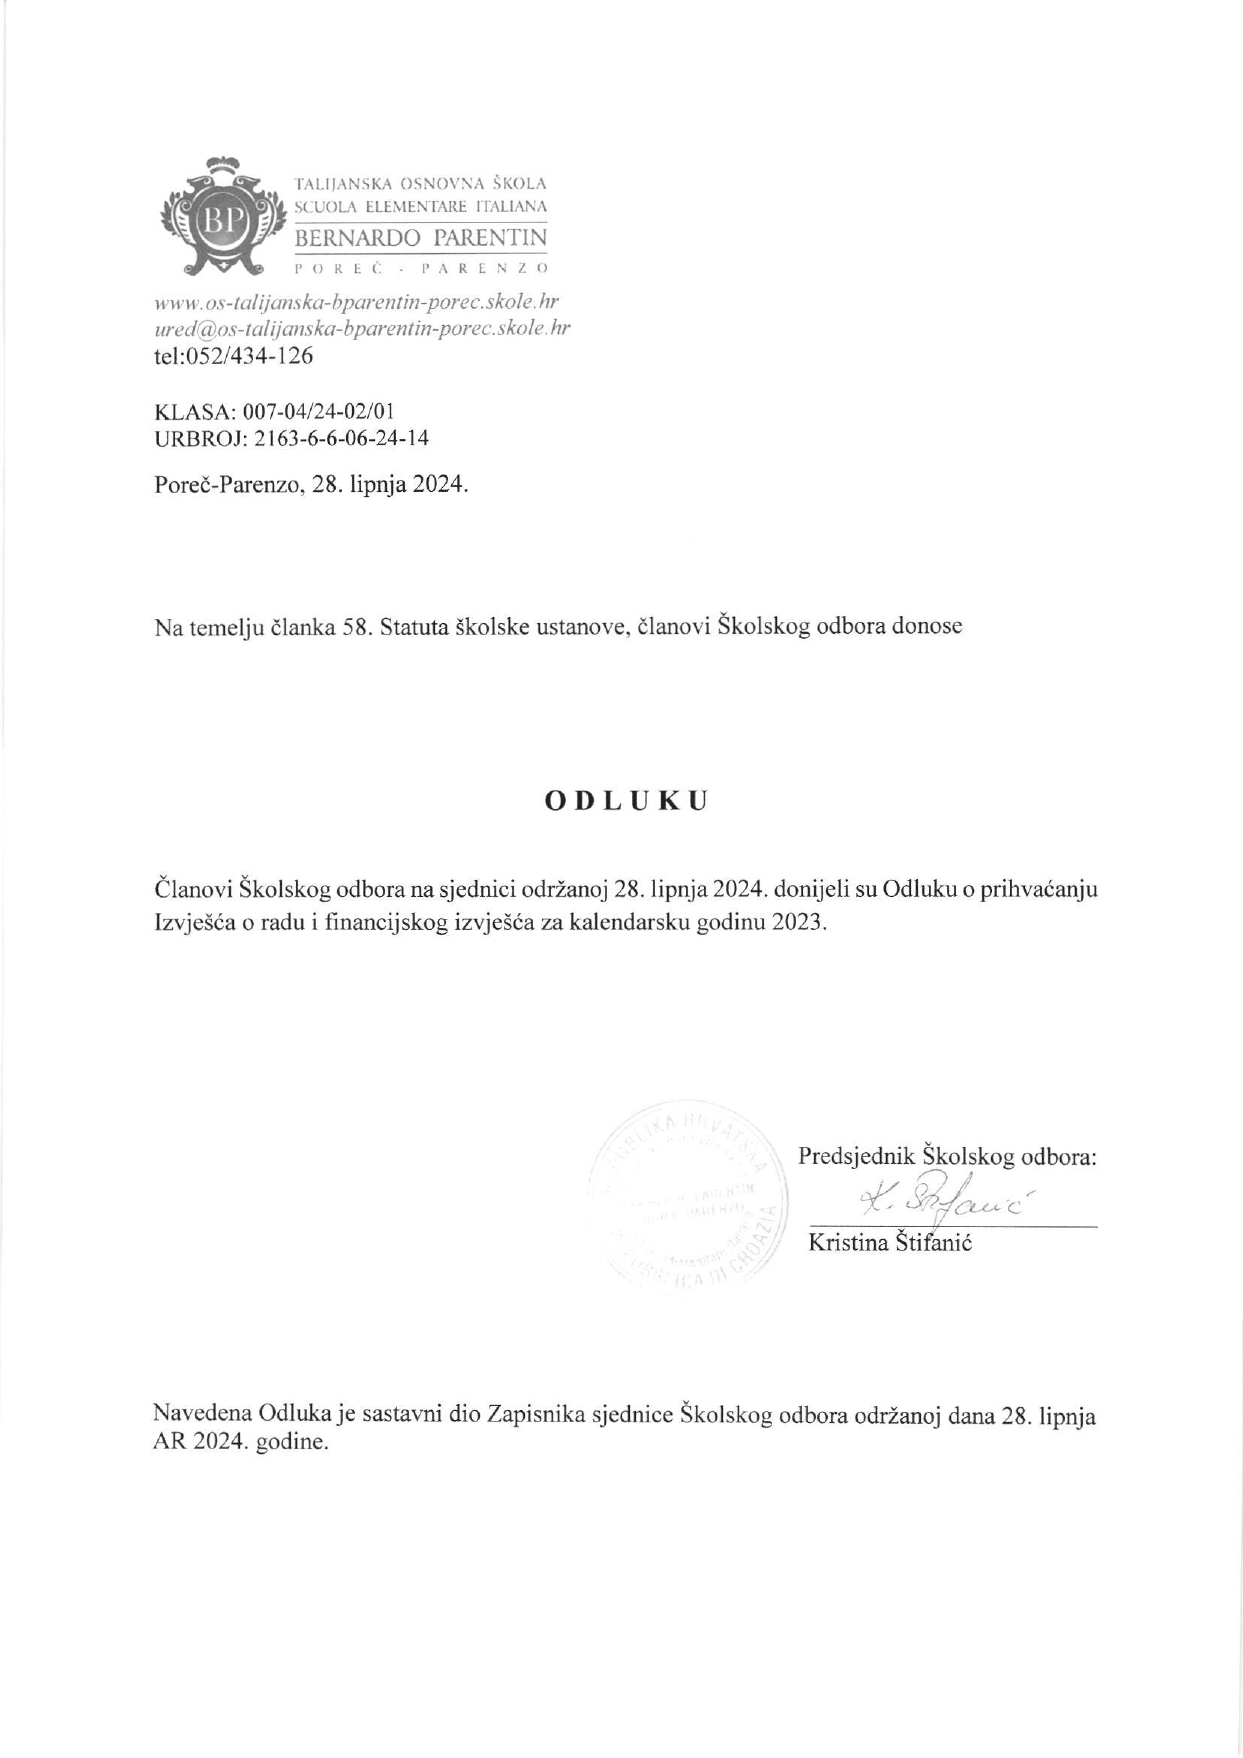 BP
TALIJANSKA OSNOVNA ŠKOLA
SCUOLA ELEMENTARE ITALIANA
BERNARDO PARENTIN
POREČ - PARENZO
www.os-talijanska-bparentin-porec.skole.hr
ured@os-talijanska-bparentin-porec.skole.hr
tel:052/434-126
KLASA: 007-04/24-02/01
URBROJ: 2163-6-6-06-24-14
Poreč-Parenzo, 28. lipnja 2024.
Na temelju članka 58. Statuta školske ustanove, članovi Školskog odbora donose
O D L U K U
Članovi Školskog odbora na sjednici održanoj 28. lipnja 2024. donijeli su Odluku o prihvaćanju
Izvješća o radu i financijskog izvješća za kalendarsku godinu 2023.
HRVATSKA
DI CROAZIA
Predsjednik Školskog odbora:
K. Štifanić
Kristina Štifanić
Navedena Odluka je sastavni dio Zapisnika sjednice Školskog odbora održanoj dana 28. lipnja
AR 2024. godine.